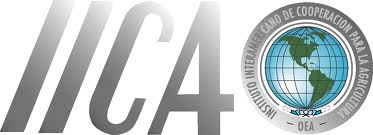 IICA
INSTITUTO INTERAMERICANO DE COOPERACION PARA LA AGRICULTURA
- OEA -